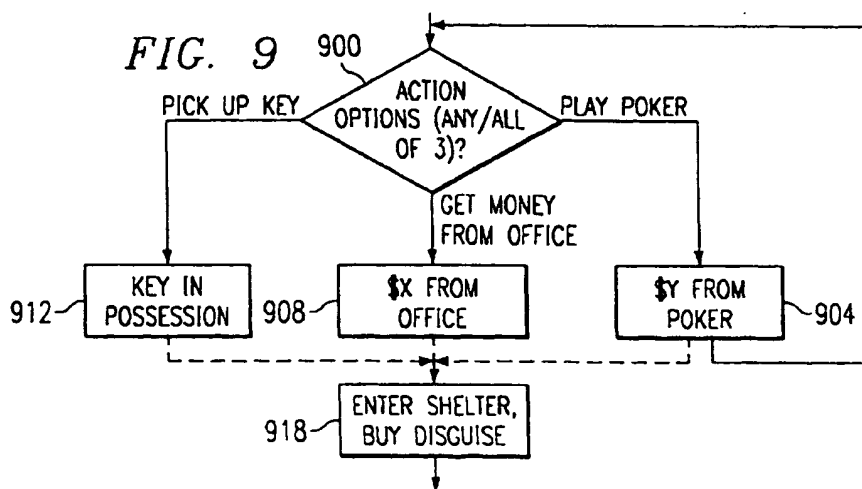 FIG. 9
900
ACTION
OPTIONS (ANY/ALL
OF 3)?
PICK UP KEY
PLAY POKER
GET MONEY
FROM OFFICE
912
KEY IN
POSSESSION
908
$X FROM
OFFICE
$Y FROM
POKER
904
918
ENTER SHELTER,
BUY DISGUISE